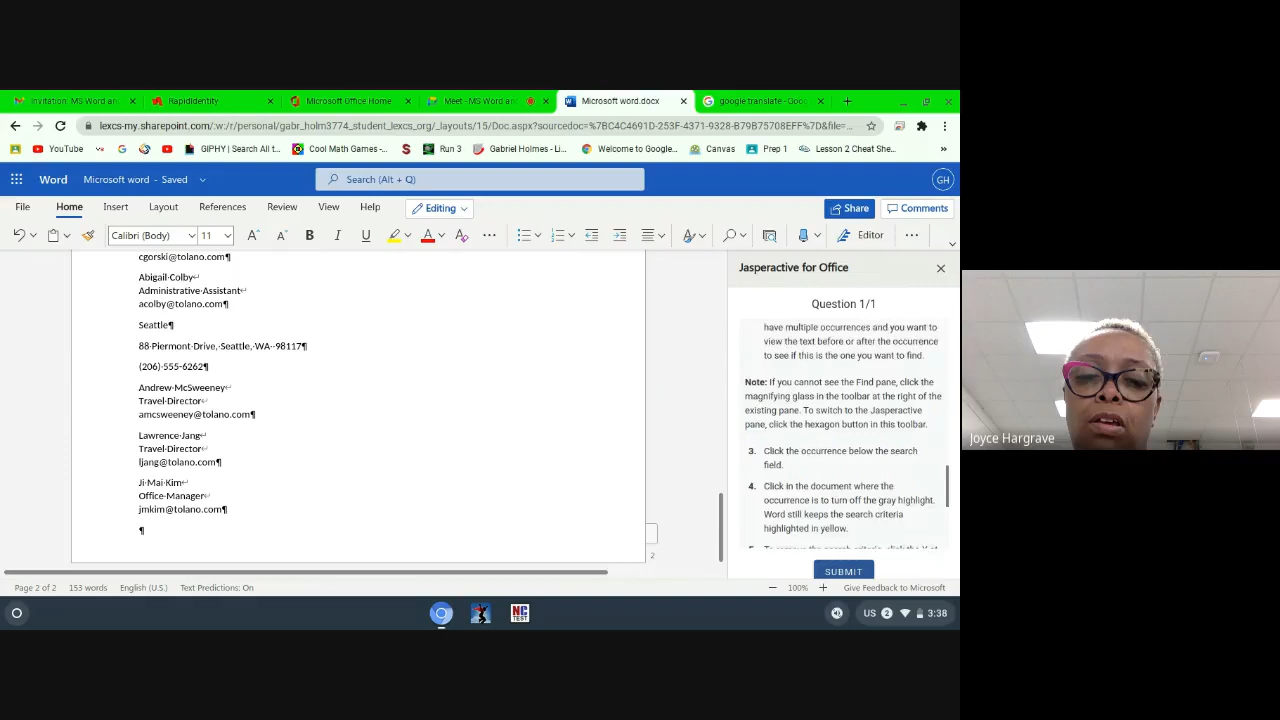 Invitation: MS Word an
RapidIdentity
Microsoft Office Home
Meet - MS Word an
Microsoft word.docx
google translate - Goo
lexcs-my.sharepoint.com/:w:/r/personal/gabr_holm3774_student_lexcs_org/_layouts/15/Doc.aspx?sourcedoc=%7BC4C4691D-253F-4371-9328-B79B75708EFF%7D&file=...
YouTube
GIPHY | Search All t...
Cool Math Games -...
Run 3
Gabriel Holmes - Li...
Welcome to Google...
Canvas
Prep 1
Lesson 2 Cheat She...
Word Microsoft word - Saved
Search (Alt + Q)
GH
File Home Insert Layout References Review View Help Editing
Share Comments
Calibri (Body) 11
Editor
cgorski@tolano.com¶
Abigail·Colby↵
Administrative·Assistant↵
acolby@tolano.com¶
Seattle¶
88·Piermont·Drive,·Seattle,·WA··98117¶
(206)·555-6262¶
Andrew·McSweeney↵
Travel·Director↵
amcsweeney@tolano.com¶
Lawrence·Jang↵
Travel·Director↵
ljang@tolano.com¶
Ji·Mai·Kim↵
Office·Manager↵
jmkim@tolano.com¶
¶
2
Jasperactive for Office
Question 1/1
have multiple occurrences and you want to
view the text before or after the occurrence
to see if this is the one you want to find.
Note: If you cannot see the Find pane, click the
magnifying glass in the toolbar at the right of the
existing pane. To switch to the Jasperactive
pane, click the hexagon button in this toolbar.
3. Click the occurrence below the search
field.
4. Click in the document where the
occurrence is to turn off the gray highlight.
Word still keeps the search criteria
highlighted in yellow.
SUBMIT
Page 2 of 2 153 words English (U.S.) Text Predictions: On
100% Give Feedback to Microsoft
NC
TEST
US 2 3:38
Joyce Hargrave